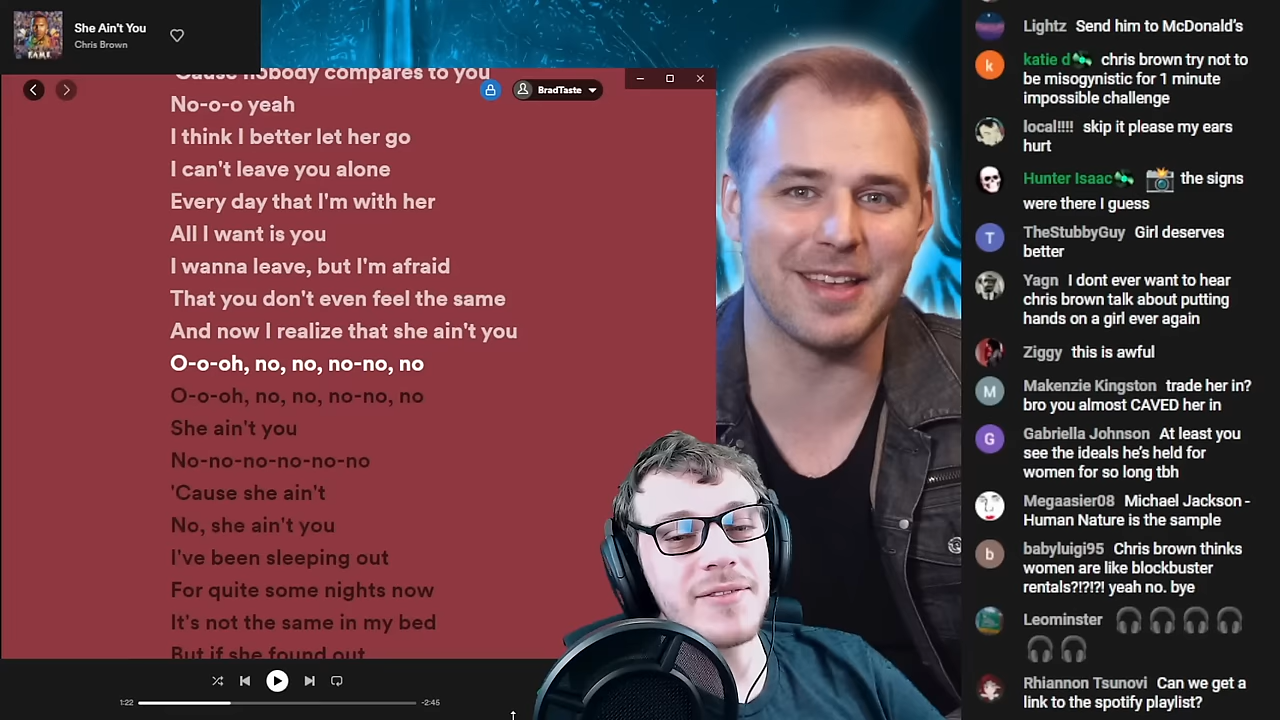 She Ain't You
Chris Brown
F.A.M.E.
'Cause nobody compares to you
BradTaste
No-o-o yeah
I think I better let her go
I can't leave you alone
Every day that I'm with her
All I want is you
I wanna leave, but I'm afraid
That you don't even feel the same
And now I realize that she ain't you
O-o-oh, no, no, no-no, no
O-o-oh, no, no, no-no, no
She ain't you
No-no-no-no-no-no
'Cause she ain't
No, she ain't you
I've been sleeping out
For quite some nights now
It's not the same in my bed
But if she found out
1:22
-2:45
Lightz Send him to McDonald's
k
katie d chris brown try not to
be misogynistic for 1 minute
impossible challenge
local!!!! skip it please my ears
hurt
Hunter Isaac the signs
were there I guess
T
TheStubbyGuy Girl deserves
better
Yagn I dont ever want to hear
chris brown talk about putting
hands on a girl ever again
Ziggy this is awful
M
Makenzie Kingston trade her in?
bro you almost CAVED her in
G
Gabriella Johnson At least you
see the ideals he's held for
women for so long tbh
Megaasier08 Michael Jackson -
Human Nature is the sample
b
babyluigi95 Chris brown thinks
women are like blockbuster
rentals?!?!?! yeah no. bye
Leominster
Rhiannon Tsunovi Can we get a
link to the spotify playlist?